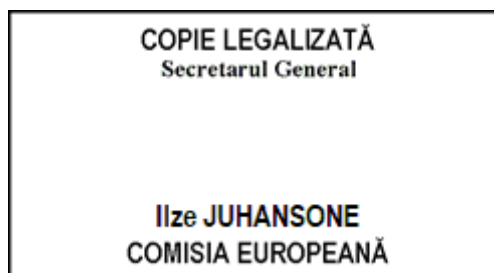 COPIE LEGALIZATĂ
Secretarul General
Ilze JUHANSONE
COMISIA EUROPEANĂ